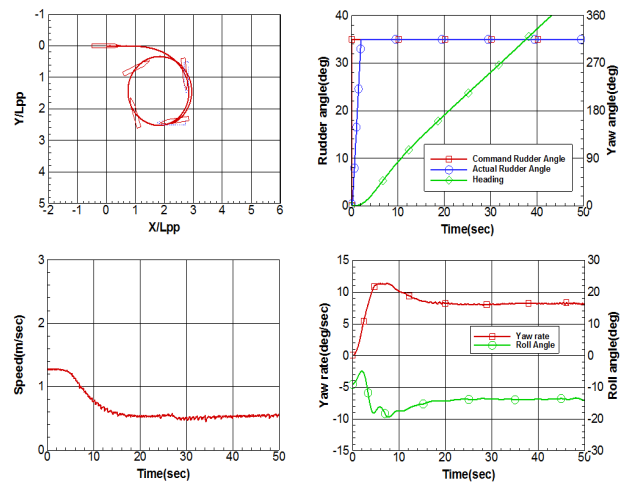 -1
0
1
2
3
4
5
-2 -1 0 1 2 3 4 5 6
Y/Lpp
X/Lpp
40
30
20
10
0
0 10 20 30 40 50
360
270
180
90
0
Rudder angle(deg)
Yaw angle(deg)
Time(sec)
Command Rudder Angle
Actual Rudder Angle
Heading
3
2
1
0
0 10 20 30 40 50
Speed(m/sec)
Time(sec)
15
10
5
0
-5
-10
-15
0 10 20 30 40 50
30
20
10
0
-10
-20
-30
Yaw rate(deg/sec)
Roll angle(deg)
Time(sec)
Yaw rate
Roll Angle